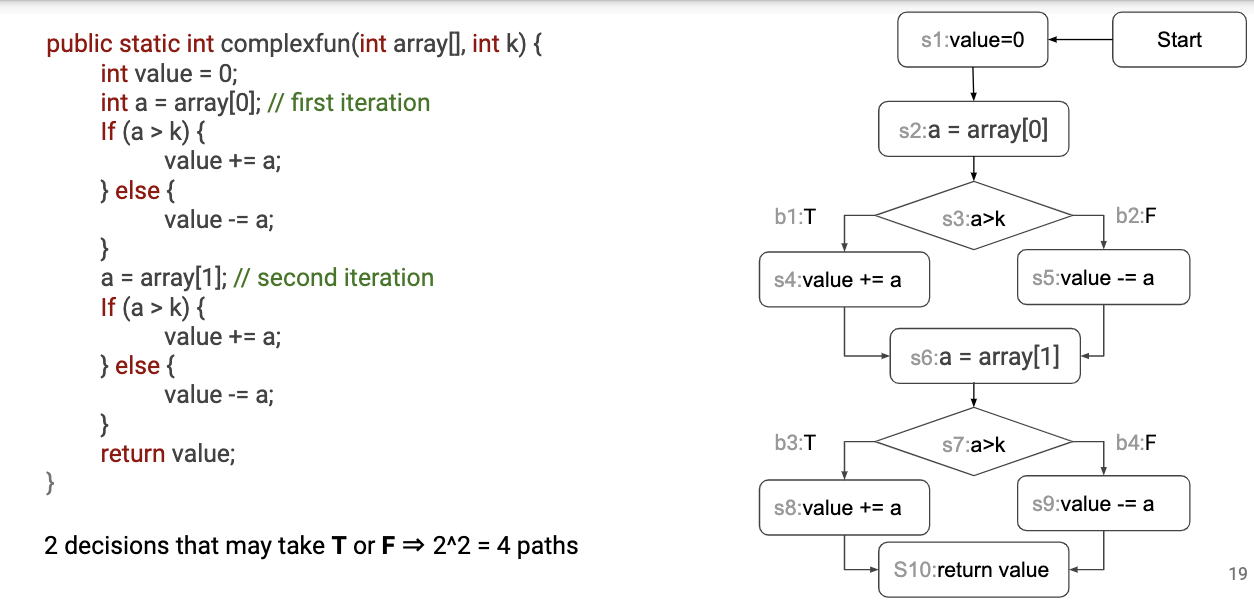 public static int complexfun(int array[], int k) {
int value = 0;
int a = array[0]; // first iteration
If (a > k) {
value += a;
} else {
value -= a;
}
a = array[1]; // second iteration
If (a > k) {
value += a;
} else {
value -= a;
}
return value;
}
2 decisions that may take T or F ⇒ 2^2 = 4 paths
s1:value=0
Start
s2:a = array[0]
b1:T
s3:a>k
b2:F
s4:value += a
s5:value -= a
s6:a = array[1]
b3:T
s7:a>k
b4:F
s8:value += a
s9:value -= a
S10:return value
19